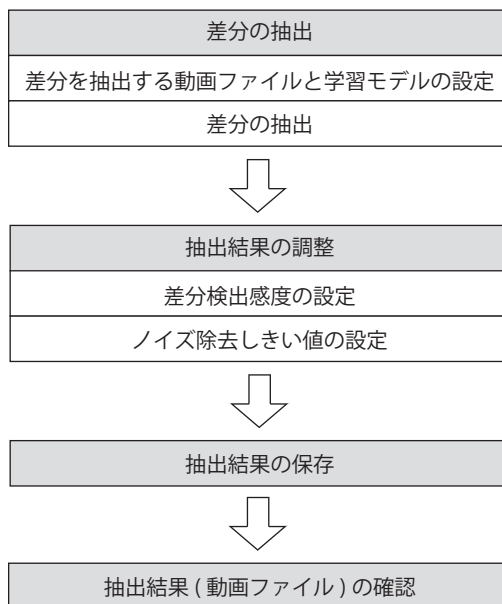 差分の抽出
差分を抽出する動画ファイルと学習モデルの設定
差分の抽出
抽出結果の調整
差分検出感度の設定
ノイズ除去しきい値の設定
抽出結果の保存
抽出結果 ( 動画ファイル ) の確認